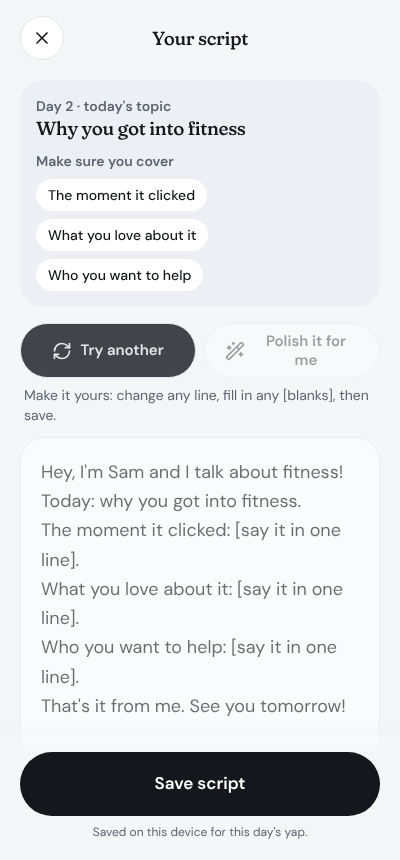 Your script
Day 2 · today's topic
Why you got into fitness
Make sure you cover
The moment it clicked
What you love about it
Who you want to help
Try another
Polish it for
me
Make it yours: change any line, fill in any [blanks], then
save.
Hey, I'm Sam and I talk about fitness!
Today: why you got into fitness.
The moment it clicked: [say it in one
line].
What you love about it: [say it in one
line].
Who you want to help: [say it in one
line].
That's it from me. See you tomorrow!
Save script
Saved on this device for this day's yap.